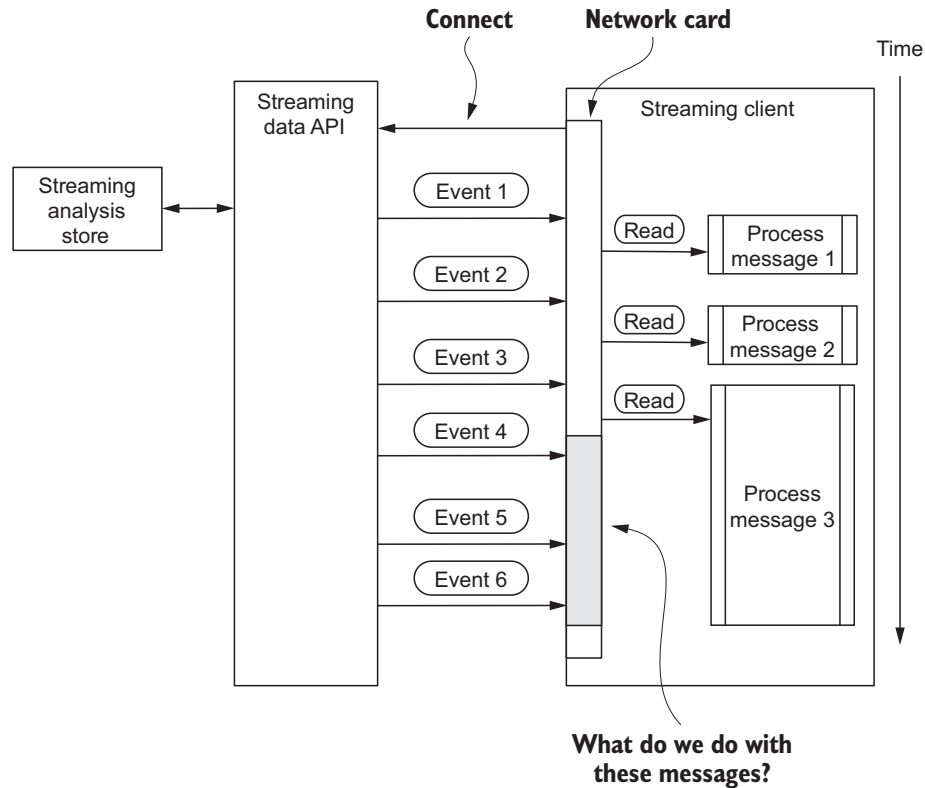 Connect
Network card
Time
Streaming
data API
Streaming client
Streaming
analysis
store
Event 1
Read
Process
message 1
Event 2
Read
Process
message 2
Event 3
Read
Event 4
Process
message 3
Event 5
Event 6
What do we do with
these messages?